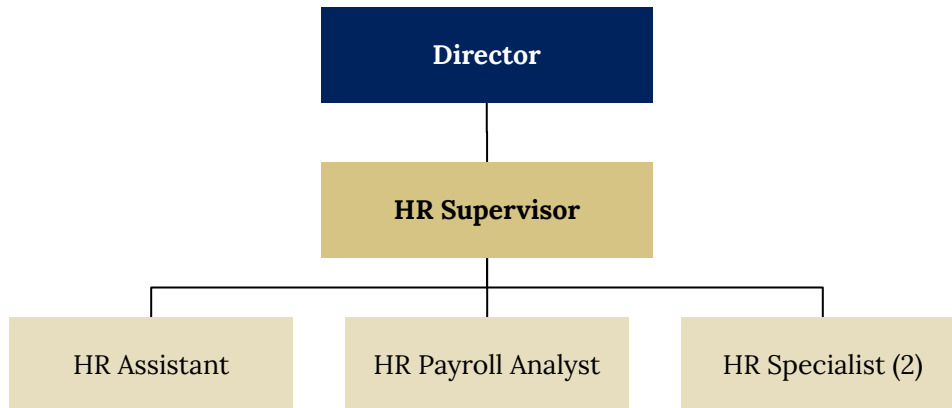 Director
HR Supervisor
HR Assistant
HR Payroll Analyst
HR Specialist (2)